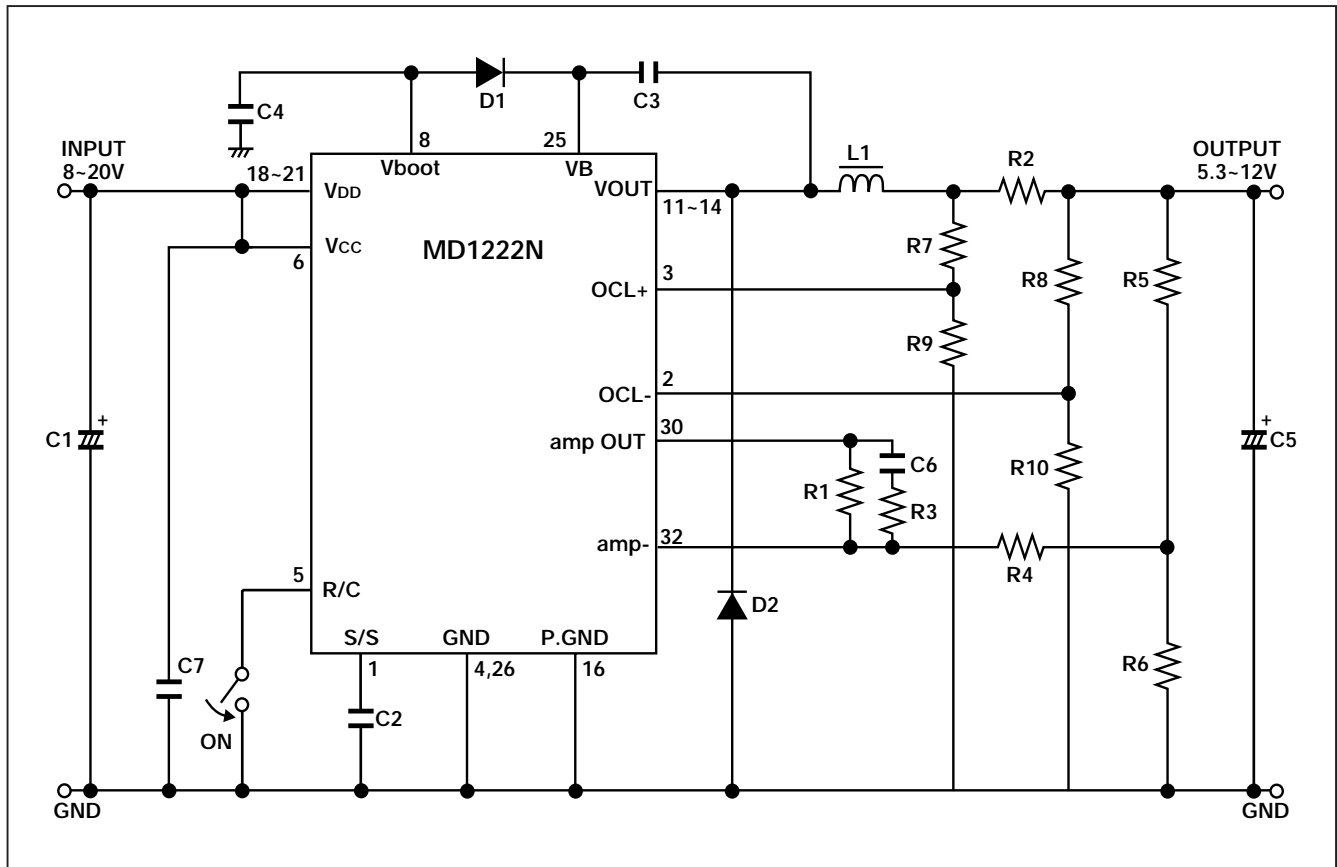 C4
D1
C3
INPUT
8~20V
8
25
Vboot
VB
18~21
VDD
VOUT
11~14
L1
R2
OUTPUT
5.3~12V
VCC
6
MD1222N
R7
3
OCL+
R8
R5
R9
2
OCL-
C1
+
30
amp OUT
C6
R1
R3
R10
+
C5
amp-
32
R4
5
R/C
D2
S/S
GND
P.GND
1
4,26
16
C7
C2
R6
ON
GND
GND